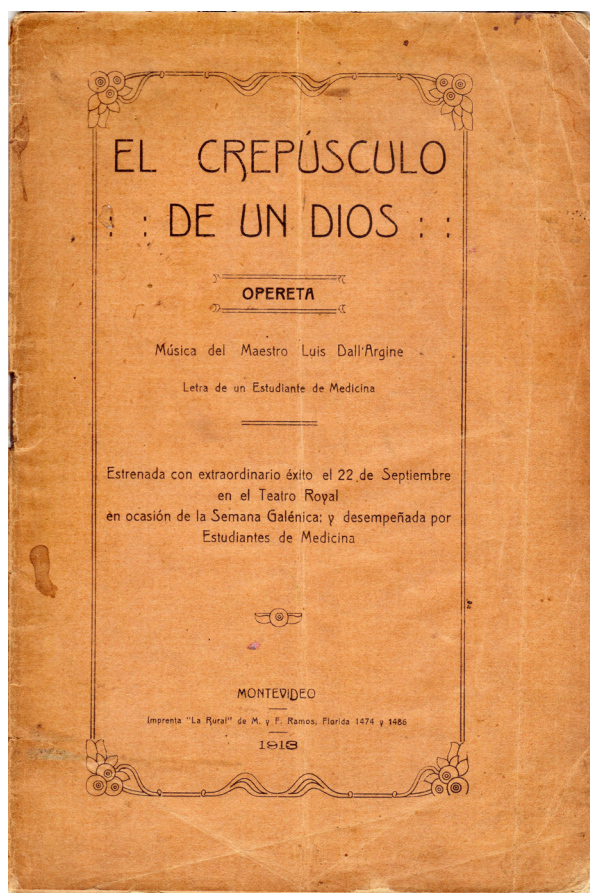 EL CREPÚSCULO
: : DE UN DIOS : :
OPERETA
Música del Maestro Luis Dall'Argine
Letra de un Estudiante de Medicina
Estrenada con extraordinario éxito el 22 de Septiembre
en el Teatro Royal
en ocasión de la Semana Galénica; y desempeñada por
Estudiantes de Medicina
MONTEVIDEO
Imprenta "La Rural" de M. y F. Ramos, Florida 1474 y 1486
1913